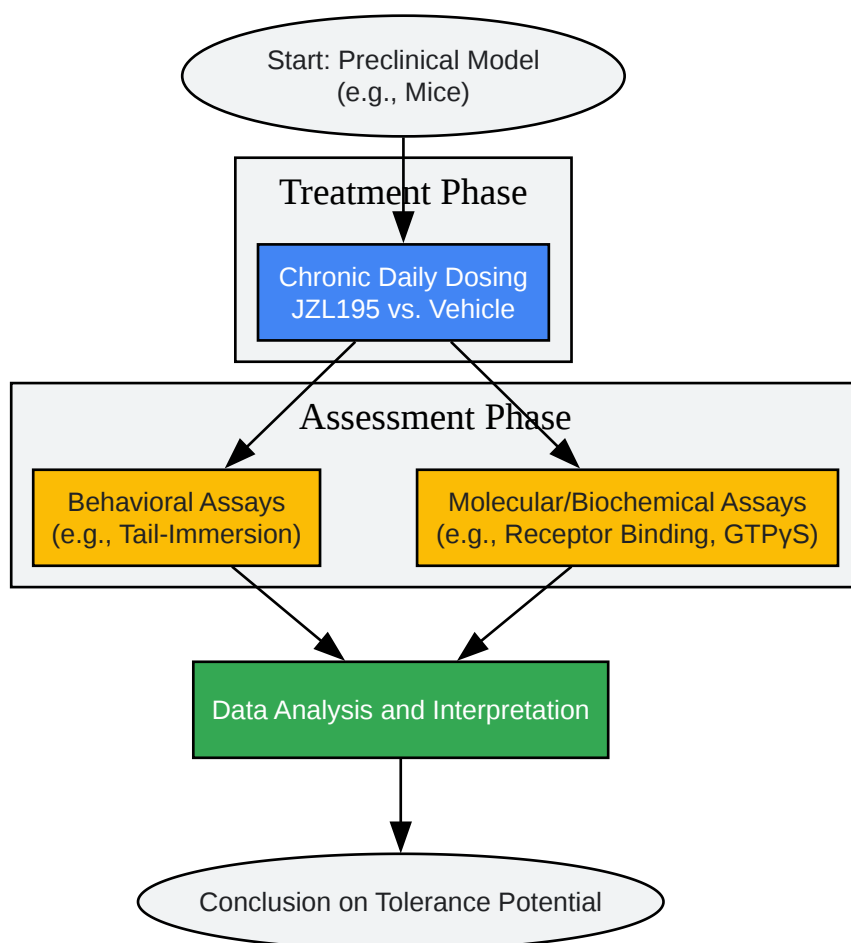 Start: Preclinical Model
(e.g., Mice)
Treatment Phase
Chronic Daily Dosing
JZL195 vs. Vehicle
Assessment Phase
Behavioral Assays
(e.g., Tail-Immersion)
Molecular/Biochemical Assays
(e.g., Receptor Binding, GTPγS)
Data Analysis and Interpretation
Conclusion on Tolerance Potential